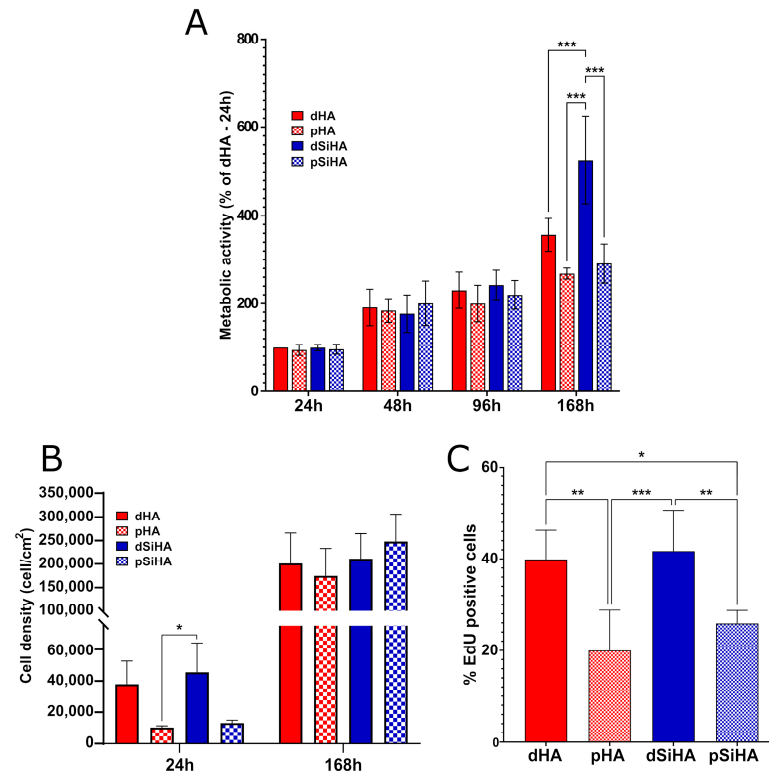 A
Metabolic activity (% of dHA - 24h)
800
600
400
200
0
dHA
pHA
dSiHA
pSiHA
***
***
***
24h 48h 96h 168h
B
Cell density (cell/cm²)
350,000
300,000
250,000
200,000
150,000
100,000
60,000
40,000
20,000
0
dHA
pHA
dSiHA
pSiHA
*
24h 168h
C
% EdU positive cells
60
40
20
0
*
** *** **
dHA pHA dSiHA pSiHA